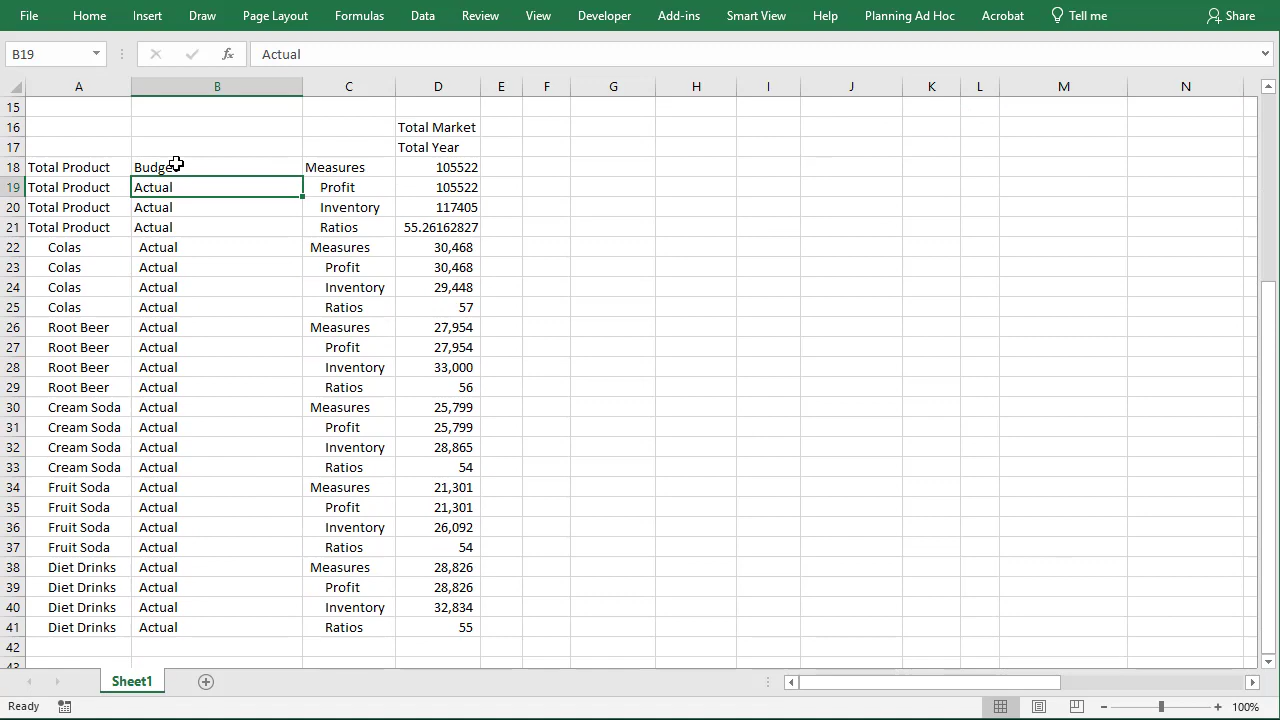 File Home Insert Draw Page Layout Formulas Data Review View Developer Add-ins Smart View Help Planning Ad Hoc Acrobat Tell me Share
B19 fx Actual
A B C D E F G H I J K L M N
15
16 Total Market
17 Total Year
18 Total Product Budge Measures 105522
19 Total Product Actual Profit 105522
20 Total Product Actual Inventory 117405
21 Total Product Actual Ratios 55.26162827
22 Colas Actual Measures 30,468
23 Colas Actual Profit 30,468
24 Colas Actual Inventory 29,448
25 Colas Actual Ratios 57
26 Root Beer Actual Measures 27,954
27 Root Beer Actual Profit 27,954
28 Root Beer Actual Inventory 33,000
29 Root Beer Actual Ratios 56
30 Cream Soda Actual Measures 25,799
31 Cream Soda Actual Profit 25,799
32 Cream Soda Actual Inventory 28,865
33 Cream Soda Actual Ratios 54
34 Fruit Soda Actual Measures 21,301
35 Fruit Soda Actual Profit 21,301
36 Fruit Soda Actual Inventory 26,092
37 Fruit Soda Actual Ratios 54
38 Diet Drinks Actual Measures 28,826
39 Diet Drinks Actual Profit 28,826
40 Diet Drinks Actual Inventory 32,834
41 Diet Drinks Actual Ratios 55
42
43
Sheet1
Ready 100%